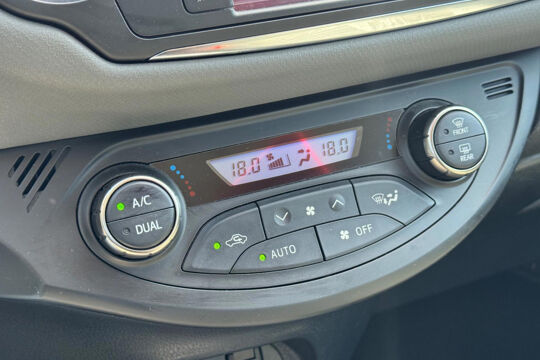 18.0 18.0
FRONT
REAR
A/C
DUAL
AUTO
OFF